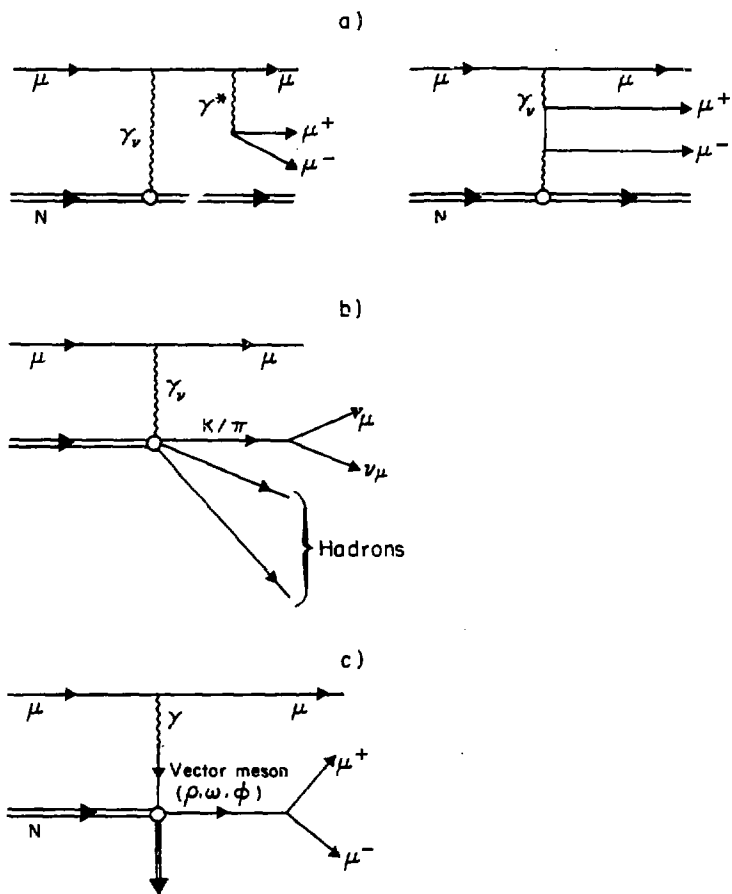 a)
μ μ μ μ
γ* μ+ γν μ+
γν μ- μ-
N N
b)
μ μ
γν
K/π νμ
νμ
Hadrons
c)
μ μ
γ
Vector meson μ+
(ρ,ω,ϕ)
N
μ-